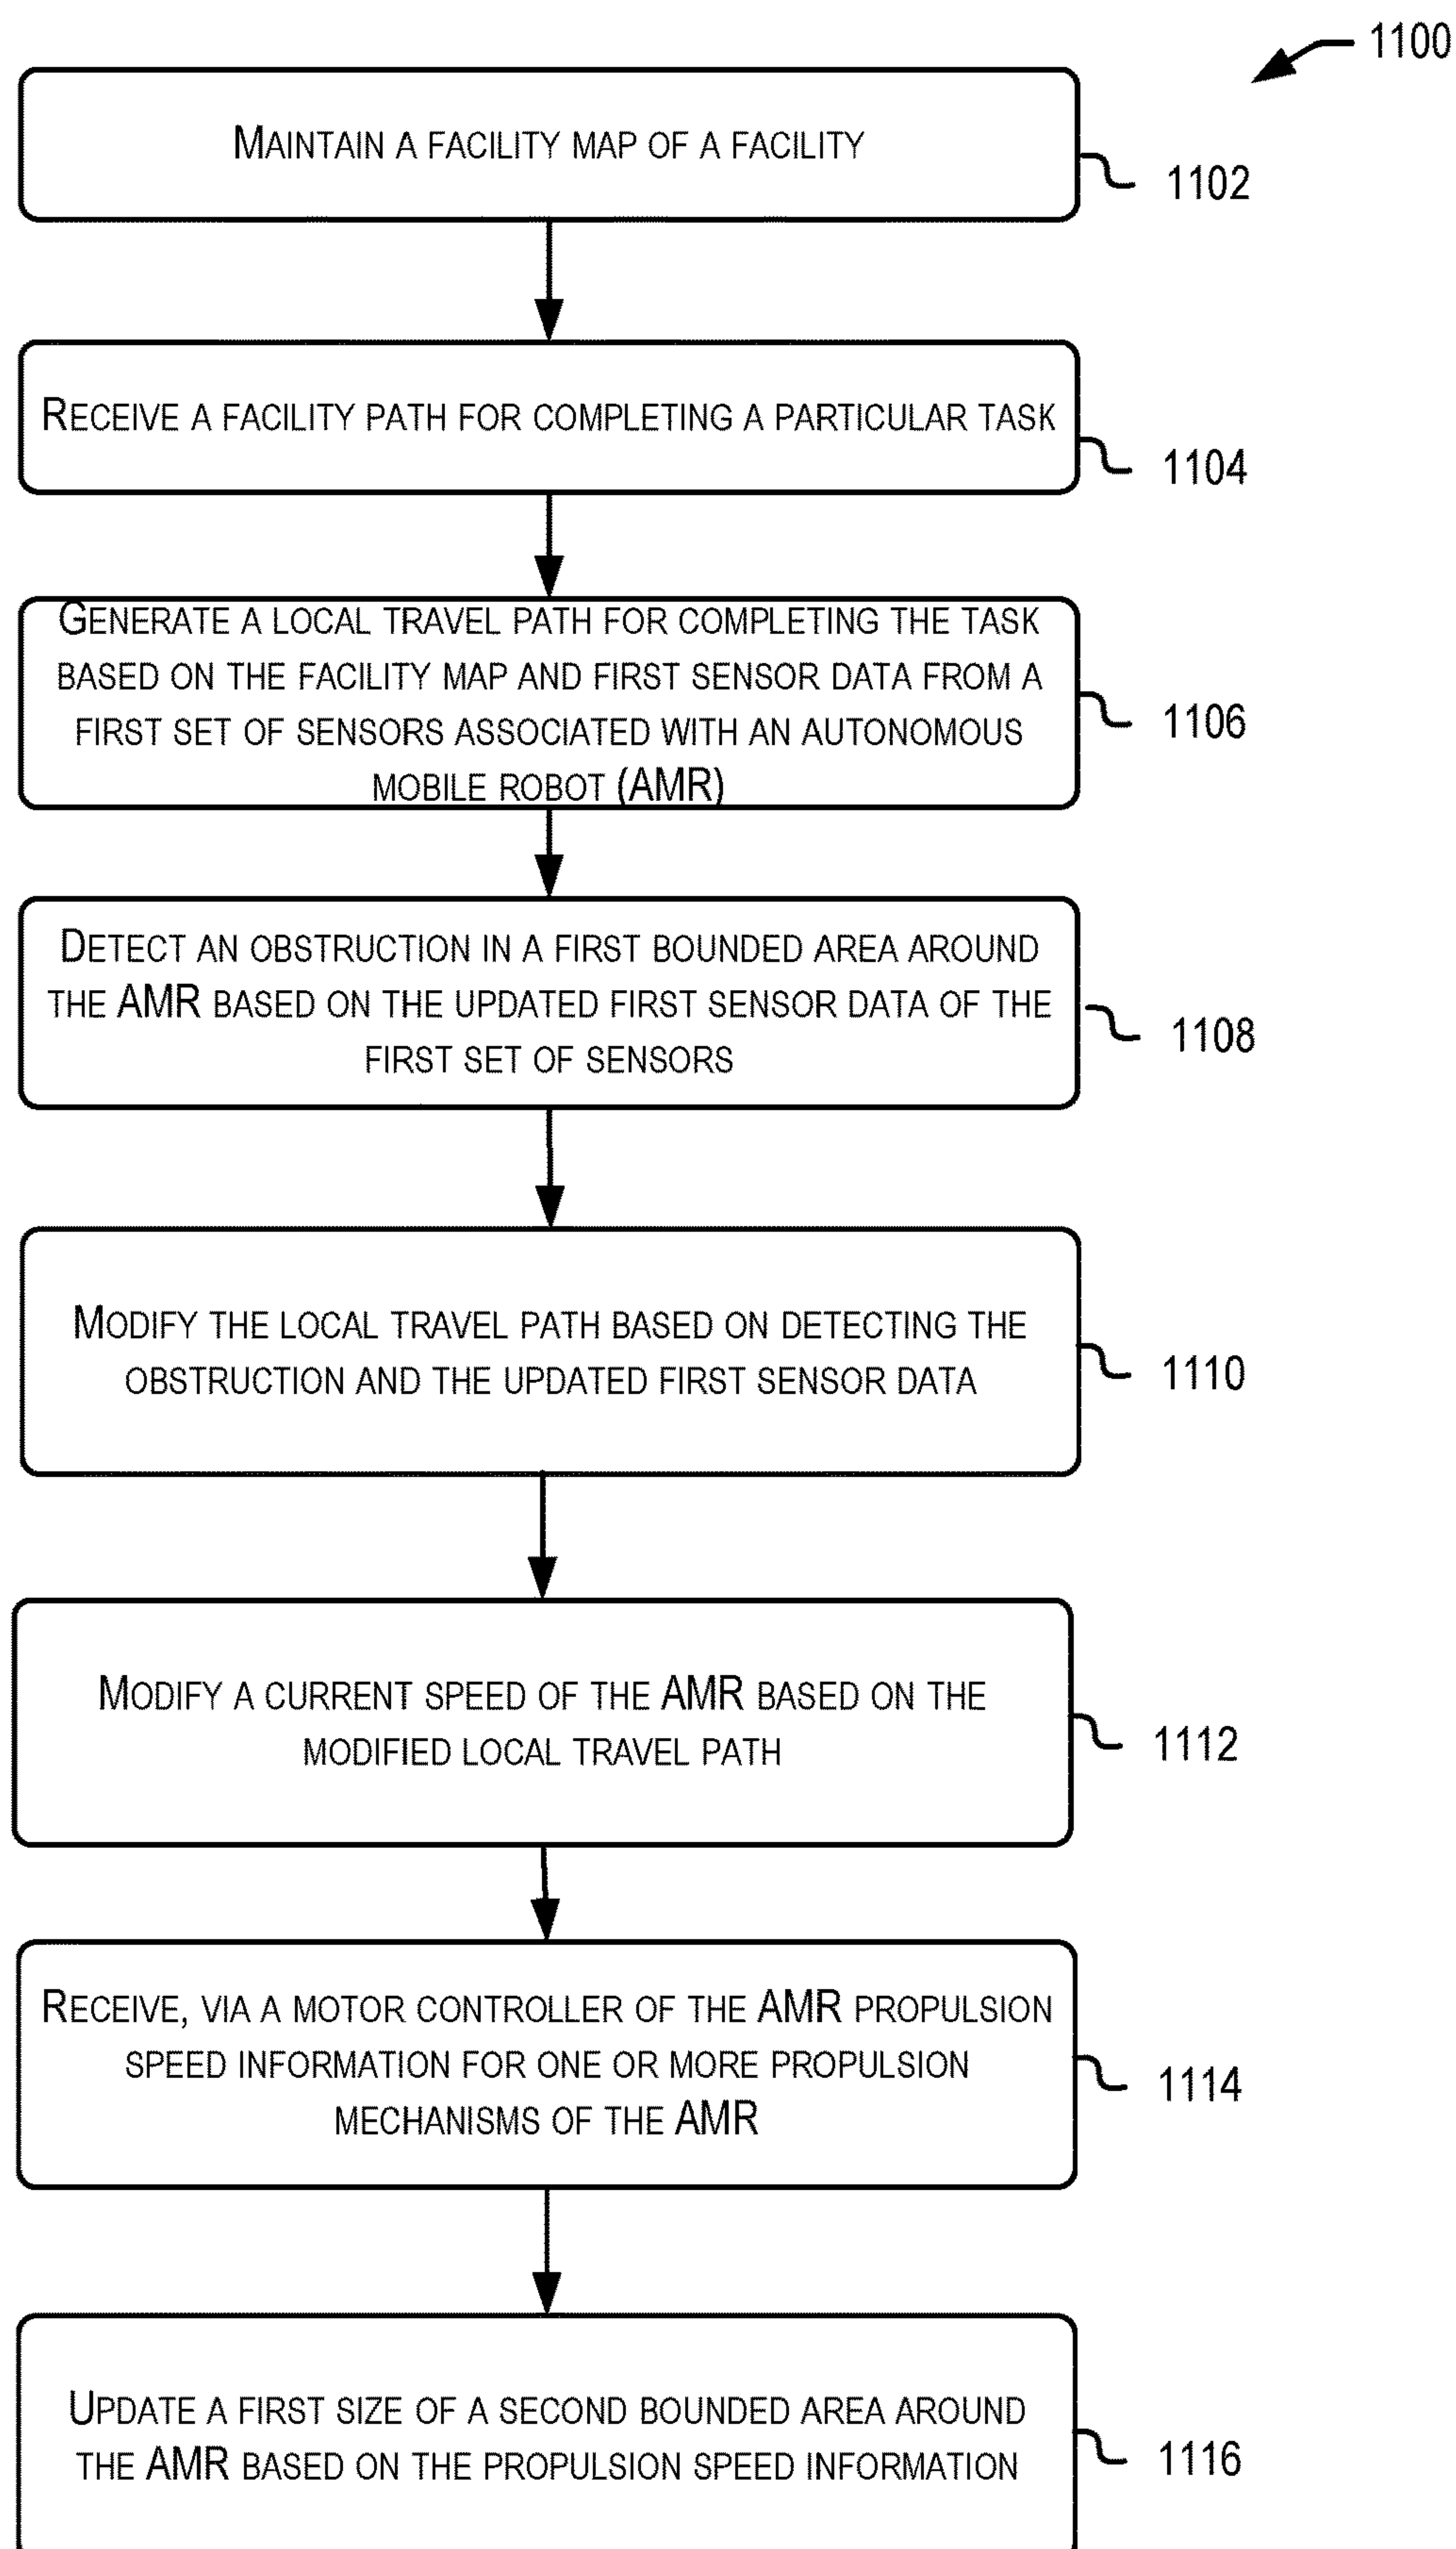 1100
MAINTAIN A FACILITY MAP OF A FACILITY
1102
RECEIVE A FACILITY PATH FOR COMPLETING A PARTICULAR TASK
1104
GENERATE A LOCAL TRAVEL PATH FOR COMPLETING THE TASK
BASED ON THE FACILITY MAP AND FIRST SENSOR DATA FROM A
FIRST SET OF SENSORS ASSOCIATED WITH AN AUTONOMOUS
MOBILE ROBOT (AMR)
1106
DETECT AN OBSTRUCTION IN A FIRST BOUNDED AREA AROUND
THE AMR BASED ON THE UPDATED FIRST SENSOR DATA OF THE
FIRST SET OF SENSORS
1108
MODIFY THE LOCAL TRAVEL PATH BASED ON DETECTING THE
OBSTRUCTION AND THE UPDATED FIRST SENSOR DATA
1110
MODIFY A CURRENT SPEED OF THE AMR BASED ON THE
MODIFIED LOCAL TRAVEL PATH
1112
RECEIVE, VIA A MOTOR CONTROLLER OF THE AMR PROPULSION
SPEED INFORMATION FOR ONE OR MORE PROPULSION
MECHANISMS OF THE AMR
1114
UPDATE A FIRST SIZE OF A SECOND BOUNDED AREA AROUND
THE AMR BASED ON THE PROPULSION SPEED INFORMATION
1116